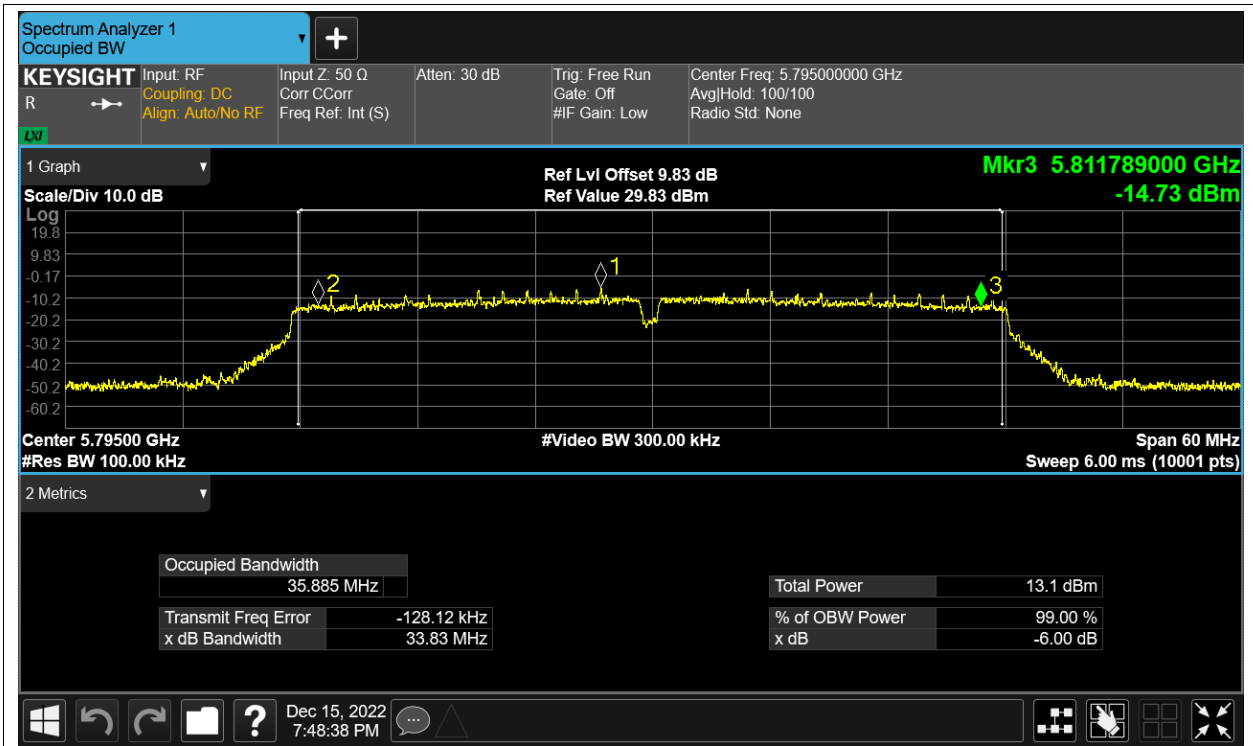 Spectrum Analyzer 1
Occupied BW
KEYSIGHT
R
LXI
Input: RF
Coupling: DC
Align: Auto/No RF
Input Z: 50 Ω
Corr CCorr
Freq Ref: Int (S)
Atten: 30 dB
Trig: Free Run
Gate: Off
#IF Gain: Low
Center Freq: 5.795000000 GHz
Avg|Hold: 100/100
Radio Std: None
1 Graph
Scale/Div 10.0 dB
Ref Lvl Offset 9.83 dB
Ref Value 29.83 dBm
Mkr3 5.811789000 GHz
-14.73 dBm
Log
19.8
9.83
-0.17
-10.2
-20.2
-30.2
-40.2
-50.2
-60.2
2
1
3
Center 5.79500 GHz
#Video BW 300.00 kHz
Span 60 MHz
#Res BW 100.00 kHz
Sweep 6.00 ms (10001 pts)
2 Metrics
Occupied Bandwidth
35.885 MHz
Transmit Freq Error -128.12 kHz
x dB Bandwidth 33.83 MHz
Total Power 13.1 dBm
% of OBW Power 99.00 %
x dB -6.00 dB
?
Dec 15, 2022
7:48:38 PM